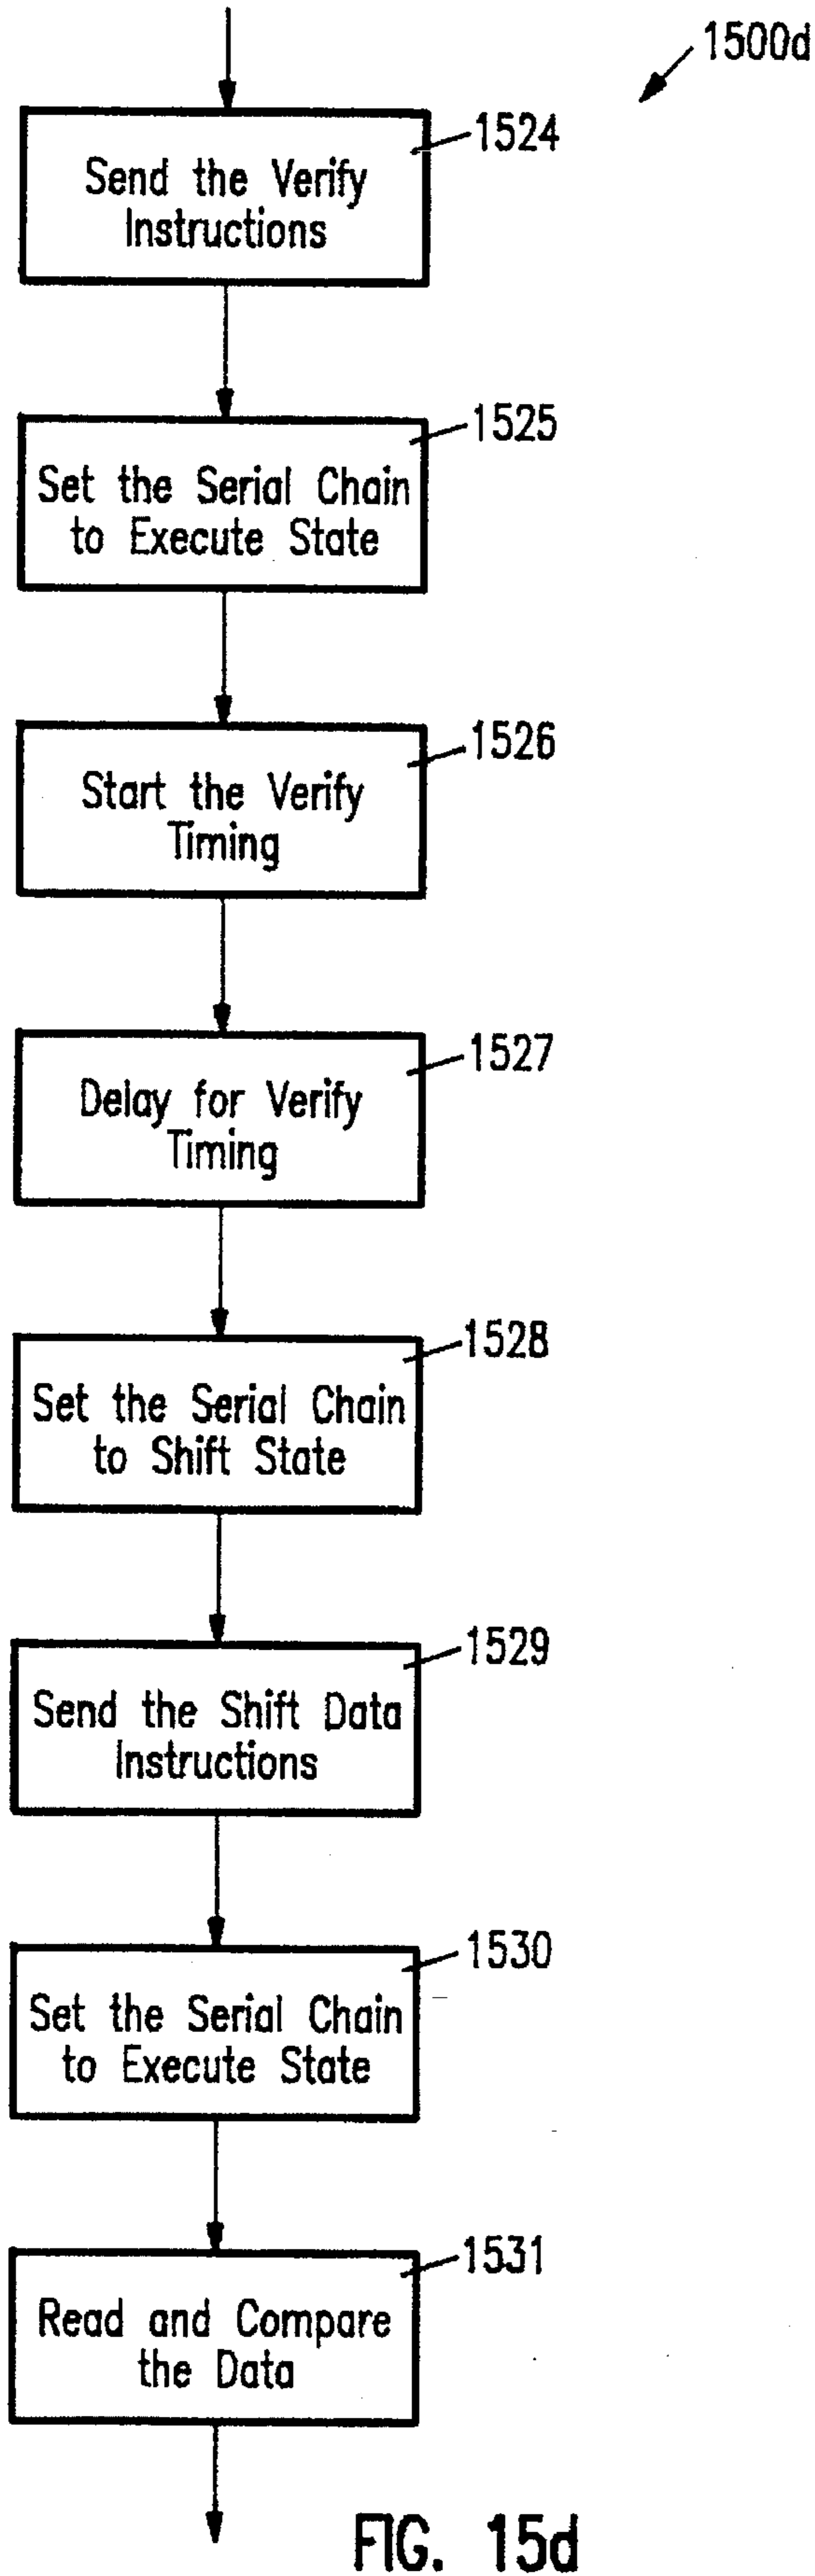 1500d
1524
Send the Verify
Instructions
1525
Set the Serial Chain
to Execute State
1526
Start the Verify
Timing
1527
Delay for Verify
Timing
1528
Set the Serial Chain
to Shift State
1529
Send the Shift Data
Instructions
1530
Set the Serial Chain
to Execute State
1531
Read and Compare
the Data
FIG. 15d